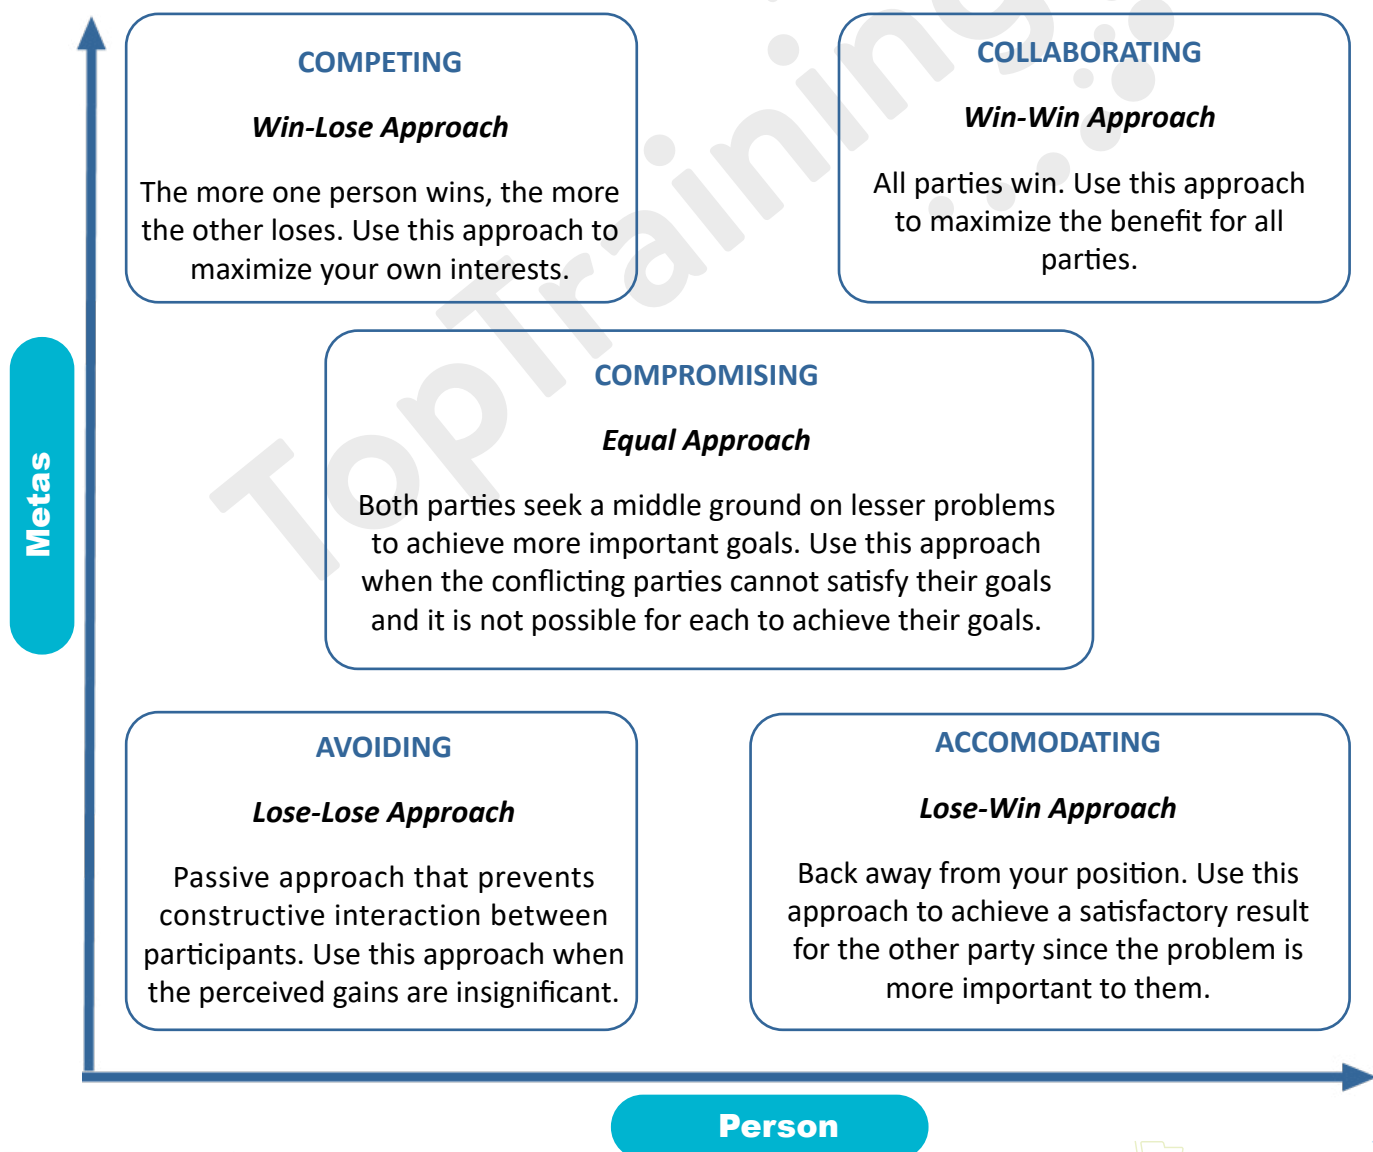 COMPETING
Win-Lose Approach
The more one person wins, the more
the other loses. Use this approach to
maximize your own interests.
COLLABORATING
Win-Win Approach
All parties win. Use this approach
to maximize the benefit for all
parties.
COMPROMISING
Equal Approach
Both parties seek a middle ground on lesser problems
to achieve more important goals. Use this approach
when the conflicting parties cannot satisfy their goals
and it is not possible for each to achieve their goals.
Metas
AVOIDING
Lose-Lose Approach
Passive approach that prevents
constructive interaction between
participants. Use this approach when
the perceived gains are insignificant.
ACCOMODATING
Lose-Win Approach
Back away from your position. Use this
approach to achieve a satisfactory result
for the other party since the problem is
more important to them.
Person
TopTraining